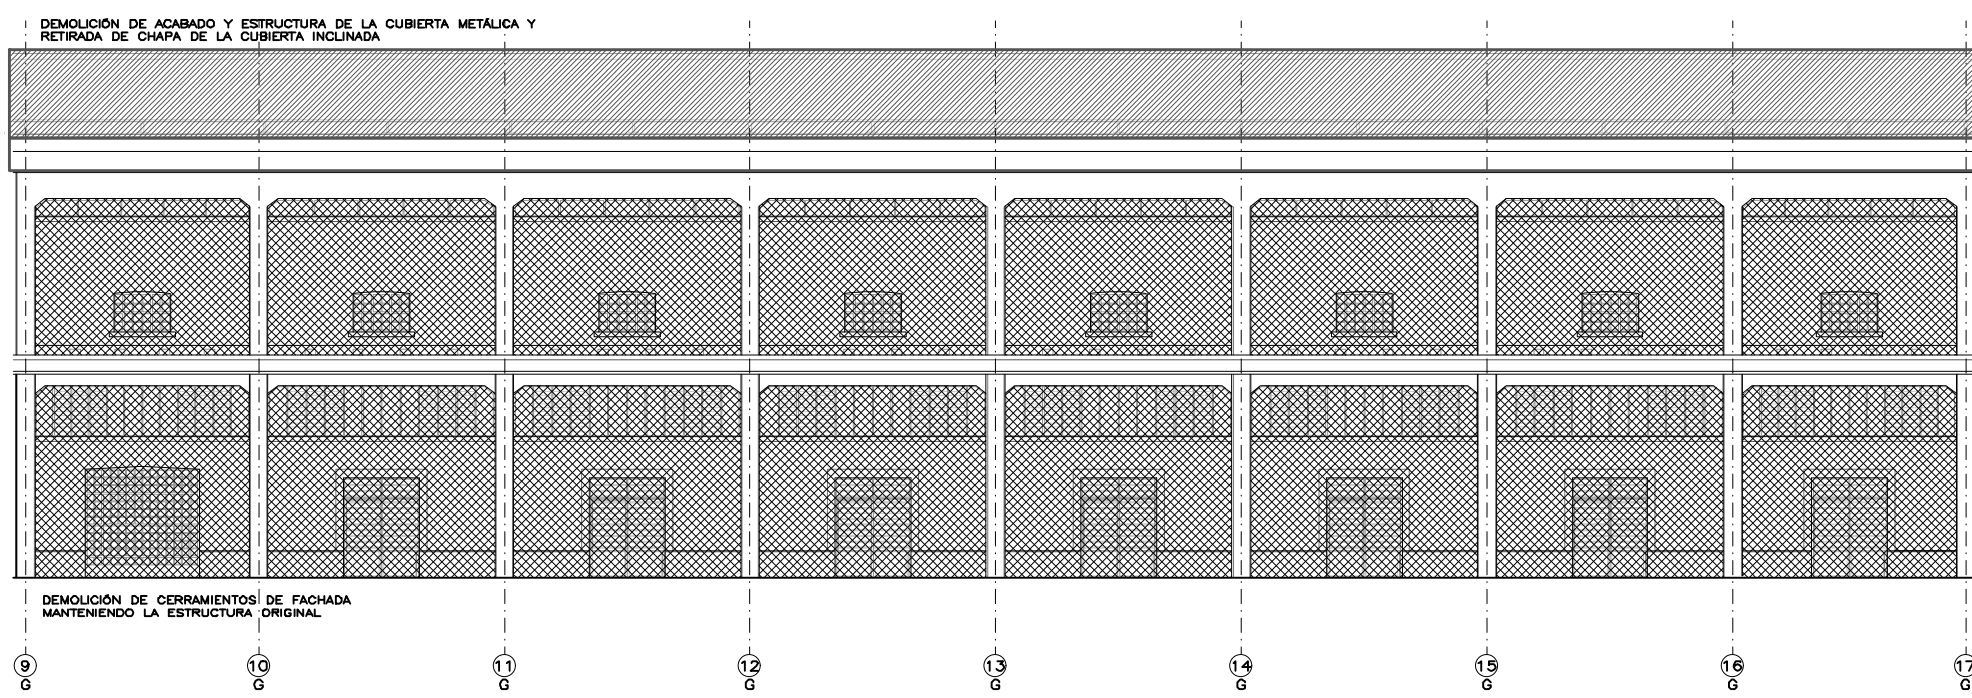 DEMOLICIÓN DE ACABADO Y ESTRUCTURA DE LA CUBIERTA METÁLICA Y
RETIRADA DE CHAPA DE LA CUBIERTA INCLINADA
DEMOLICIÓN DE CERRAMIENTOS DE FACHADA
MANTENIENDO LA ESTRUCTURA ORIGINAL
9 10 11 12 13 14 15 16 17
G G G G G G G G G